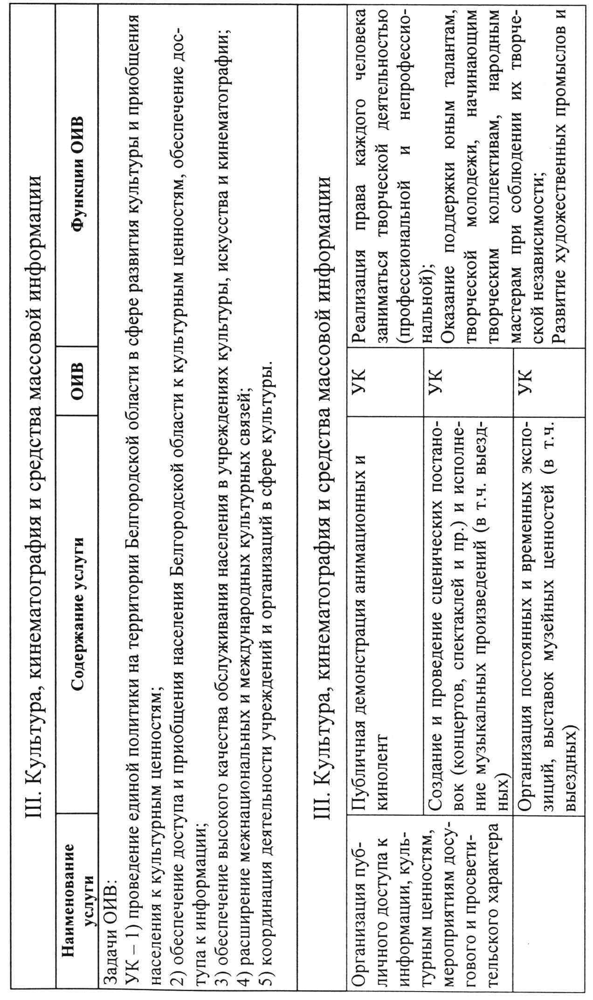 III. Культура, кинематография и средства массовой информации
Наименование
услуги
Содержание услуги
ОИВ
Функции ОИВ
Задачи ОИВ:
УК – 1) проведение единой политики на территории Белгородской области в сфере развития культуры и приобщения
населения к культурным ценностям;
2) обеспечение доступа и приобщения населения Белгородской области к культурным ценностям, обеспечение дос-
тупа к информации;
3) обеспечение высокого качества обслуживания населения в учреждениях культуры, искусства и кинематографии;
4) расширение межнациональных и международных культурных связей;
5) координация деятельности учреждений и организаций в сфере культуры.
III. Культура, кинематография и средства массовой информации
Организация пуб-
личного доступа к
информации, куль-
турным ценностям,
мероприятиям досу-
гового и просвети-
тельского характера
Публичная демонстрация анимационных и
кинолент
УК
Создание и проведение сценических постано-
вок (концертов, спектаклей и пр.) и исполне-
ние музыкальных произведений (в т.ч. выезд-
ных)
УК
Организация постоянных и временных экспо-
зиций, выставок музейных ценностей (в т.ч.
выездных)
УК
Реализация права каждого человека
заниматься творческой деятельностью
(профессиональной и непрофессио-
нальной);
Оказание поддержки юным талантам,
творческой молодежи, начинающим
творческим коллективам, народным
мастерам при соблюдении их творче-
ской независимости;
Развитие художественных промыслов и